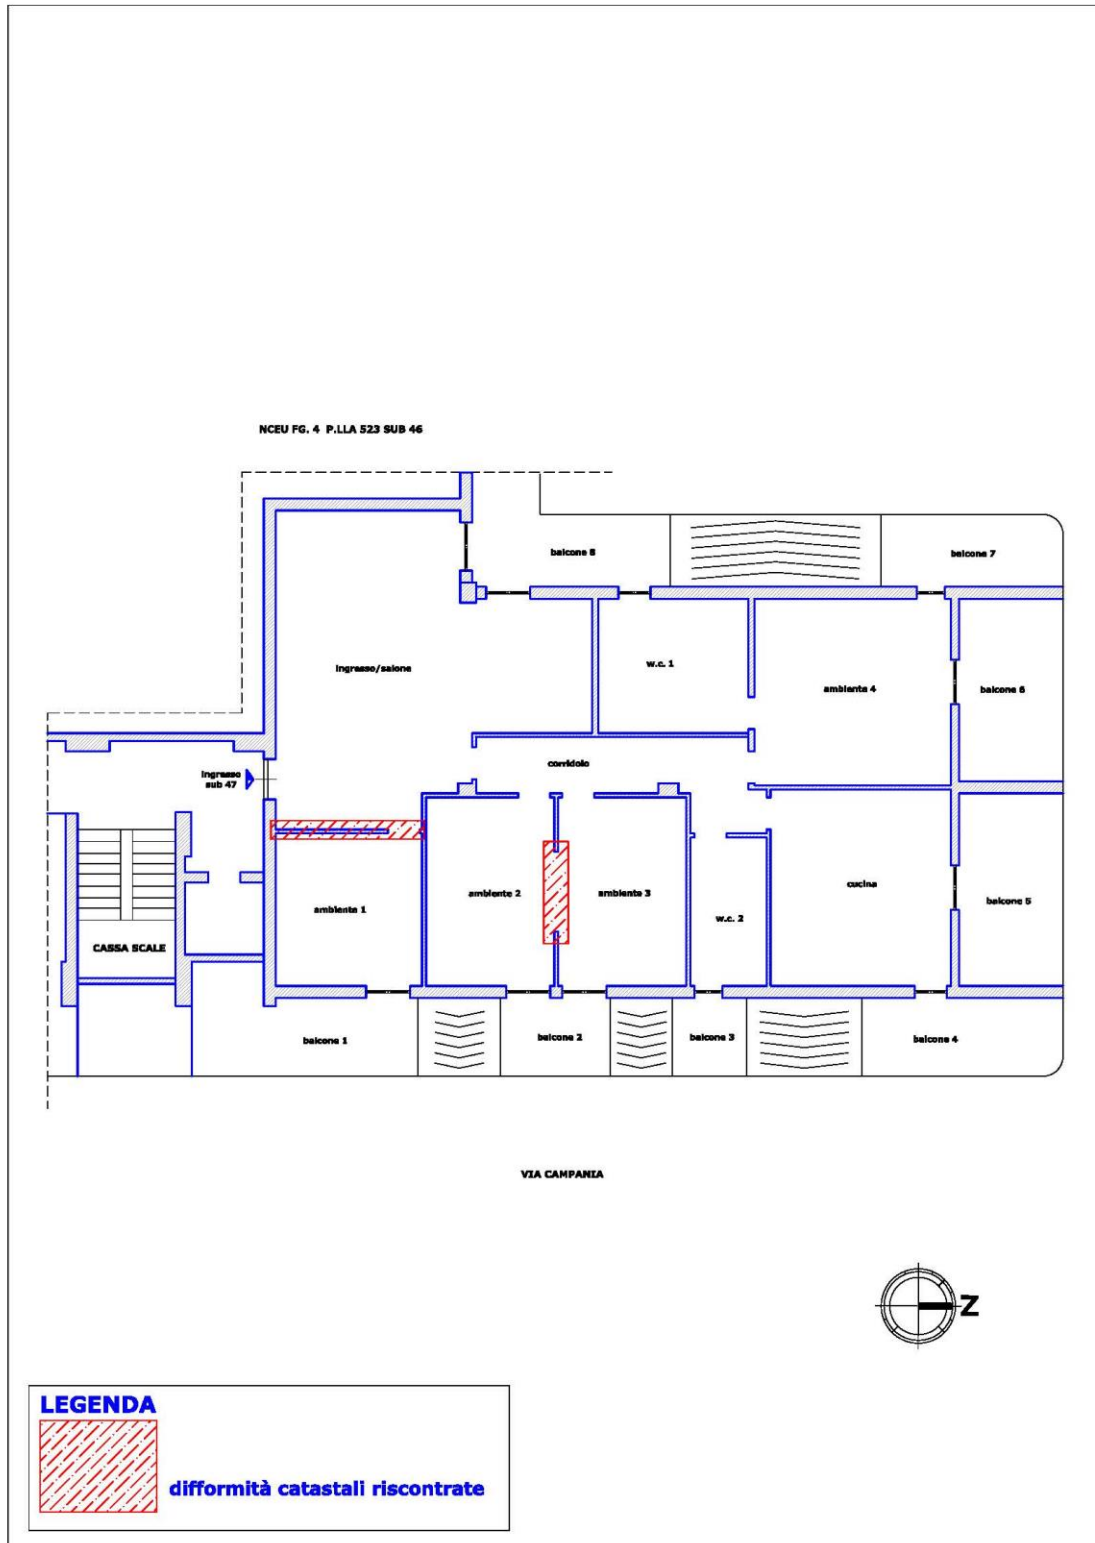 NCEU FG. 4 P.LLA 523 SUB 46
balcone 8
balcone 7
ingresso/salone
w.c. 1
ambiente 4
balcone 6
corridoio
ingresso
sub 47
ambiente 1
ambiente 2
ambiente 3
w.c. 2
cucina
balcone 5
CASSA SCALE
balcone 1
balcone 2
balcone 3
balcone 4
VIA CAMPANIA
Z
LEGENDA
difformità catastali riscontrate